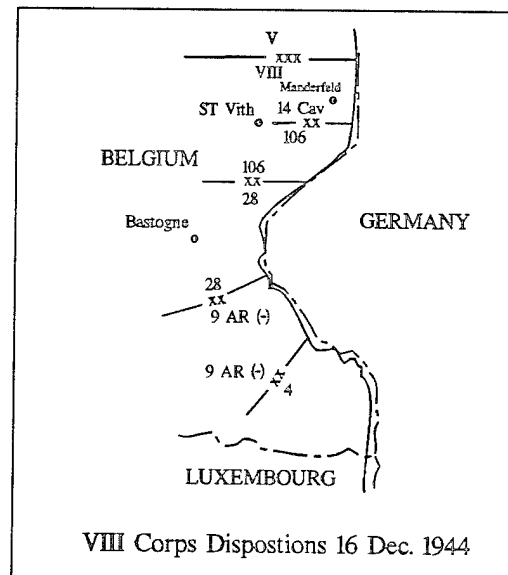 V
XXX
VIII
Manderfeld
ST Vith
14 Cav
XX
106
BELGIUM
106
XX
28
Bastogne
GERMANY
28
XX
9 AR (-)
9 AR (-)
XX
4
LUXEMBOURG
VIII Corps Dispostions 16 Dec. 1944